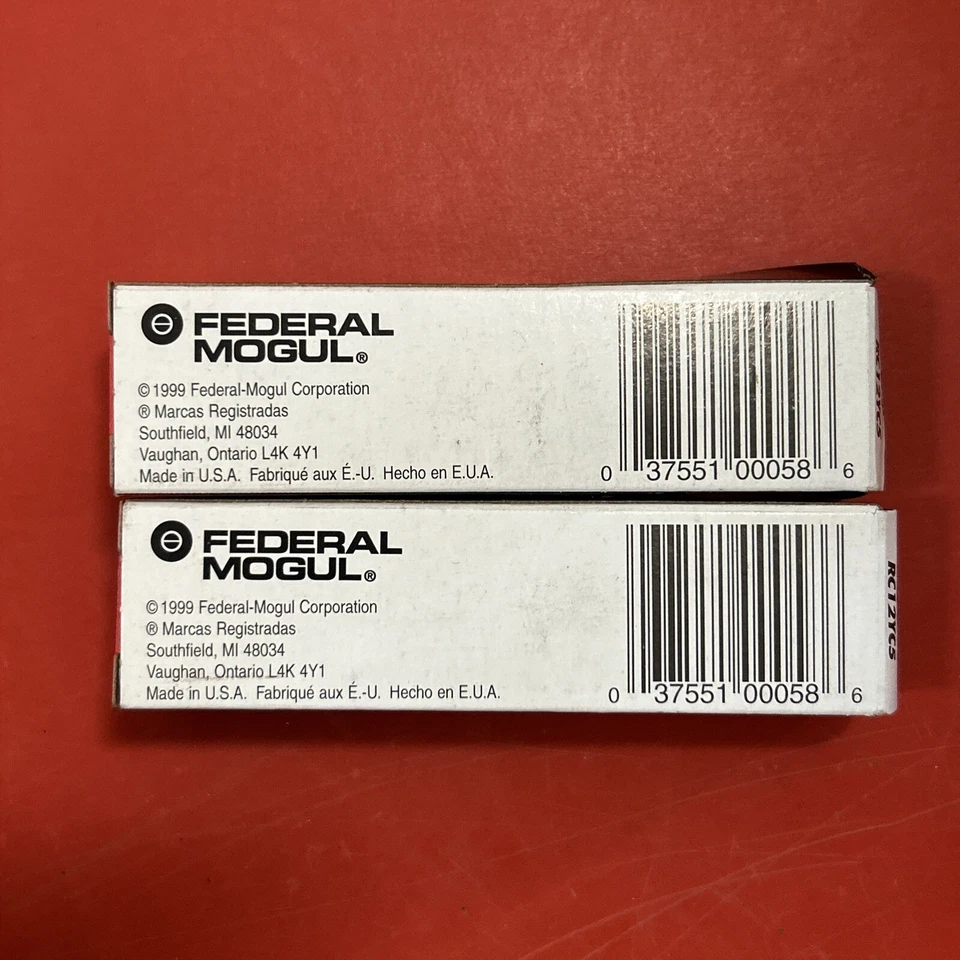 FEDERAL
MOGUL®
© 1999 Federal-Mogul Corporation
® Marcas Registradas
Southfield, MI 48034
Vaughan, Ontario L4K 4Y1
Made in U.S.A. Fabriqué aux É.-U. Hecho en E.U.A.
0 37551 00058 6
RC12YC5
FEDERAL
MOGUL®
© 1999 Federal-Mogul Corporation
® Marcas Registradas
Southfield, MI 48034
Vaughan, Ontario L4K 4Y1
Made in U.S.A. Fabriqué aux É.-U. Hecho en E.U.A.
0 37551 00058 6
RC12YC5